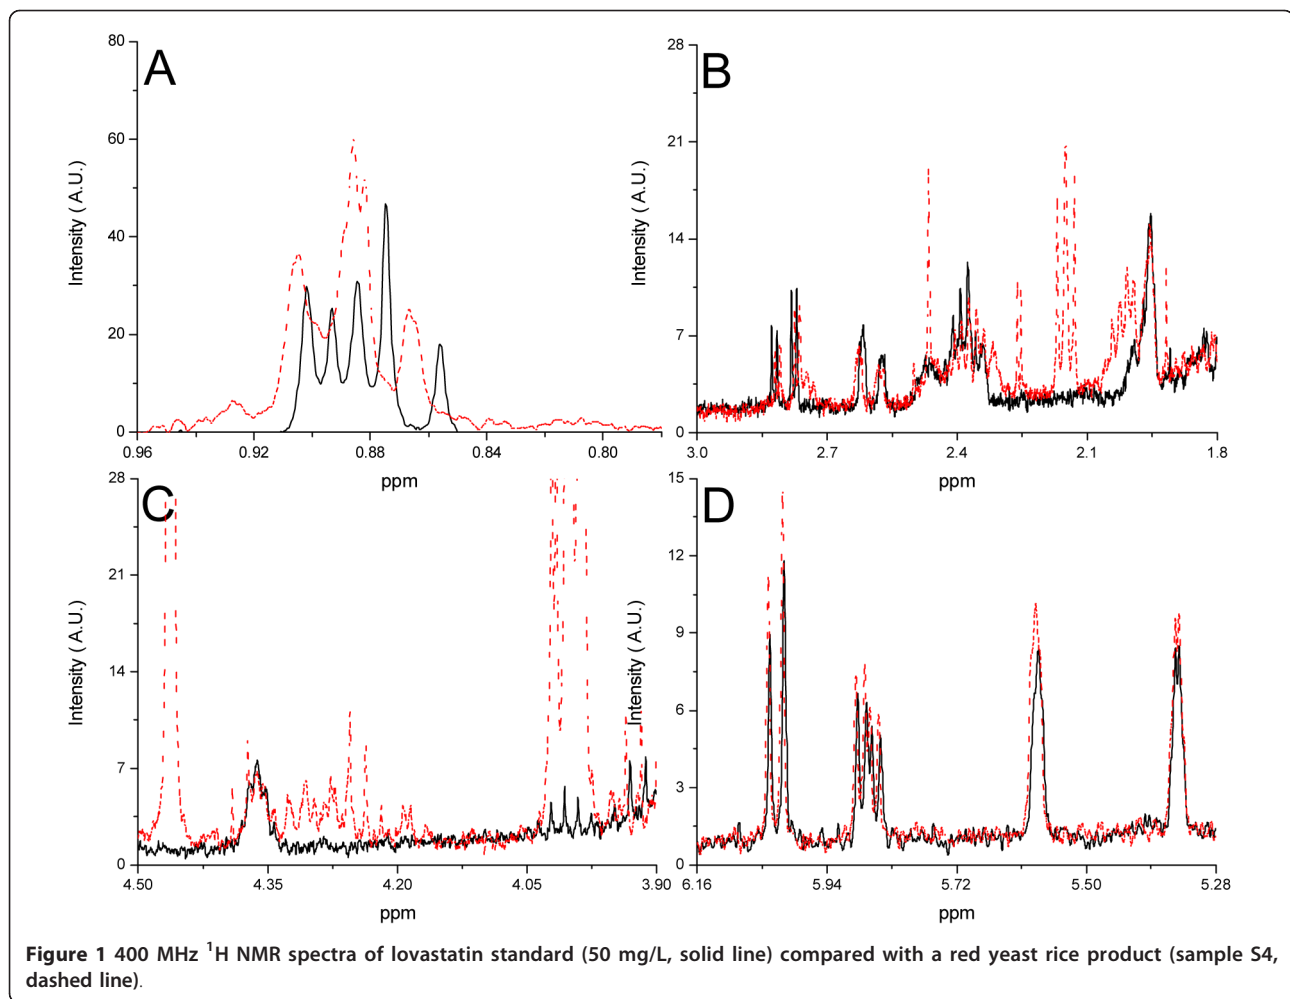 A
Intensity ( A.U.)
80
60
40
20
0
0.96
0.92
0.88
0.84
0.80
ppm
B
Intensity ( A.U.)
28
21
14
7
0
3.0
2.7
2.4
2.1
1.8
ppm
C
Intensity ( A.U.)
28
21
14
7
0
4.50
4.35
4.20
4.05
3.90
ppm
D
Intensity ( A.U.)
15
12
9
6
3
0
6.16
5.94
5.72
5.50
5.28
ppm
Figure 1 400 MHz ¹H NMR spectra of lovastatin standard (50 mg/L, solid line) compared with a red yeast rice product (sample S4,
dashed line).